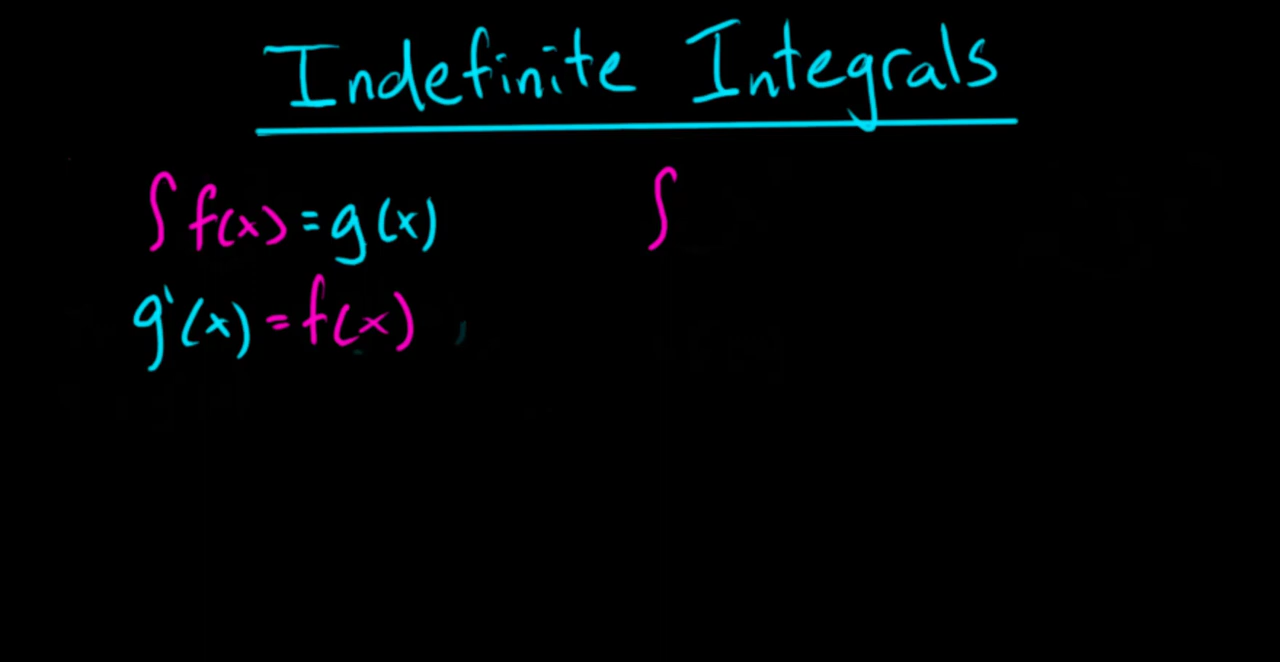 Indefinite Integrals
∫ f(x) = g(x)
∫
g'(x) = f(x)